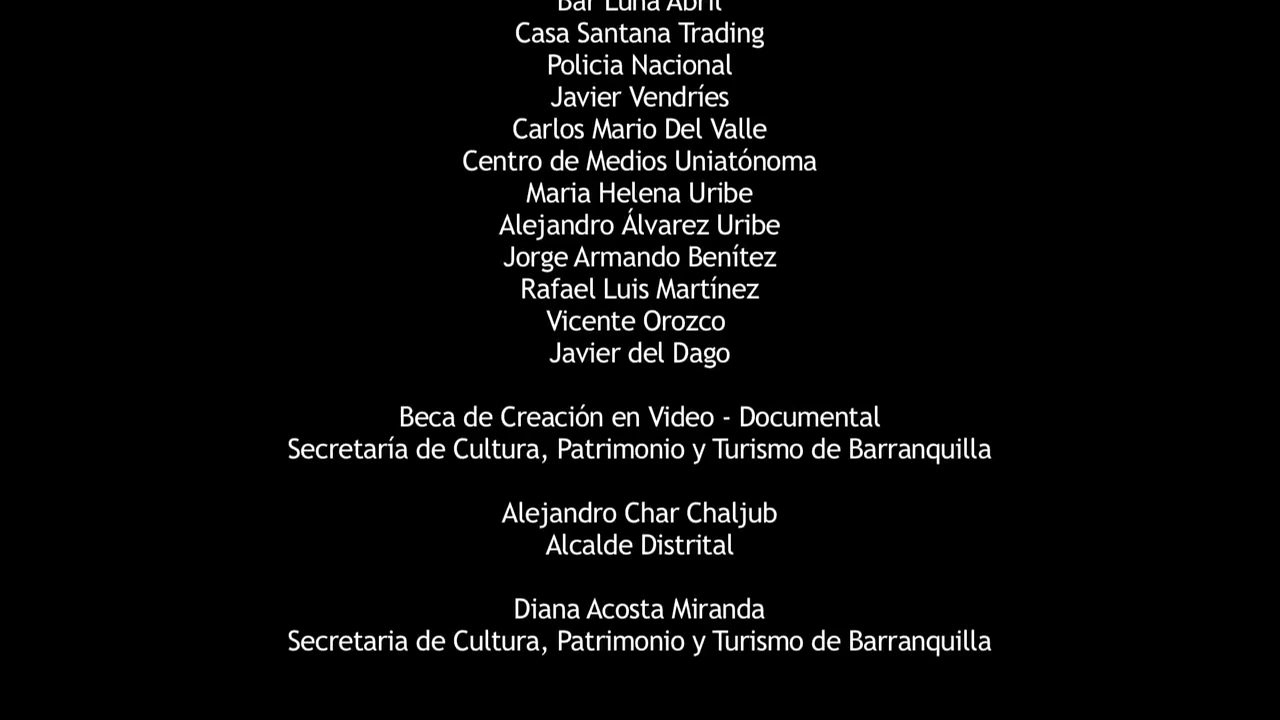 Bar Luna Abril
Casa Santana Trading
Policia Nacional
Javier Vendríes
Carlos Mario Del Valle
Centro de Medios Uniatónoma
Maria Helena Uribe
Alejandro Álvarez Uribe
Jorge Armando Benítez
Rafael Luis Martínez
Vicente Orozco
Javier del Dago
Beca de Creación en Video - Documental
Secretaría de Cultura, Patrimonio y Turismo de Barranquilla
Alejandro Char Chaljub
Alcalde Distrital
Diana Acosta Miranda
Secretaria de Cultura, Patrimonio y Turismo de Barranquilla